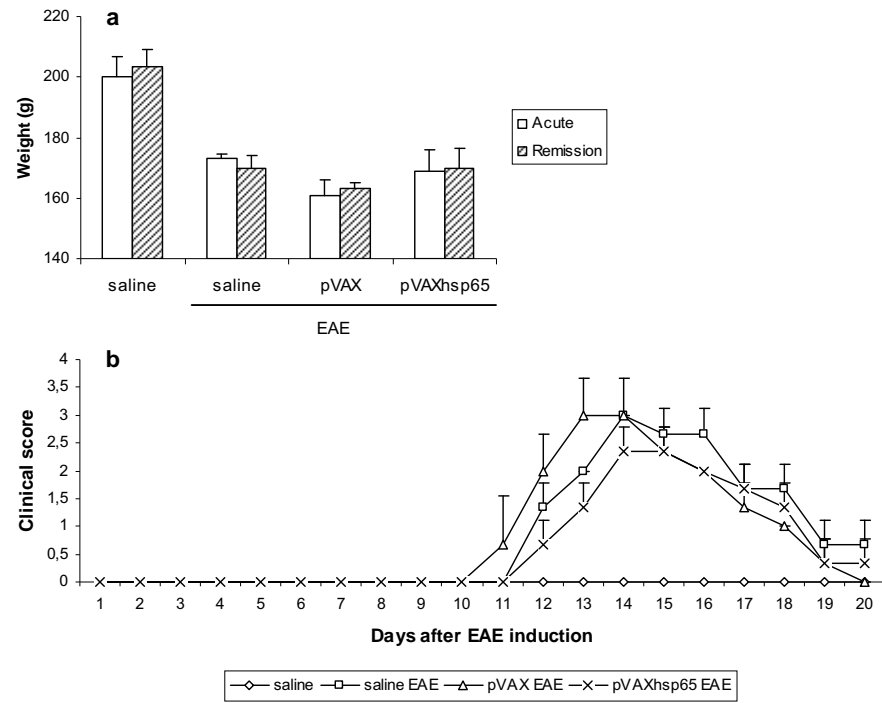 a
220
200
180
160
140
Weight (g)
Acute
Remission
saline saline pVAX pVAXhsp65
EAE
b
4
3,5
3
2,5
2
1,5
1
0,5
0
Clinical score
1 2 3 4 5 6 7 8 9 10 11 12 13 14 15 16 17 18 19 20
Days after EAE induction
saline saline EAE pVAX EAE pVAXhsp65 EAE